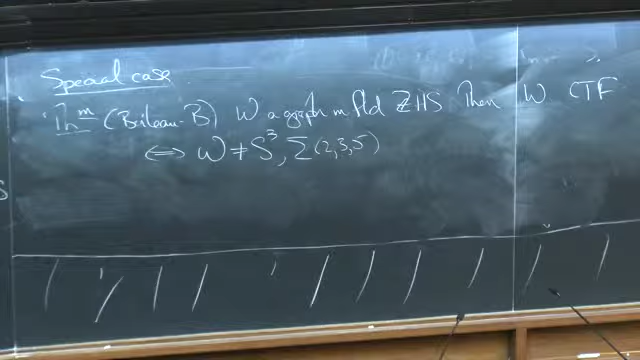 Special case
Thm (Boileau-B) W a graph mfld ZHS Then W CTF
⇔ W ≠ S³, Σ(2,3,5)